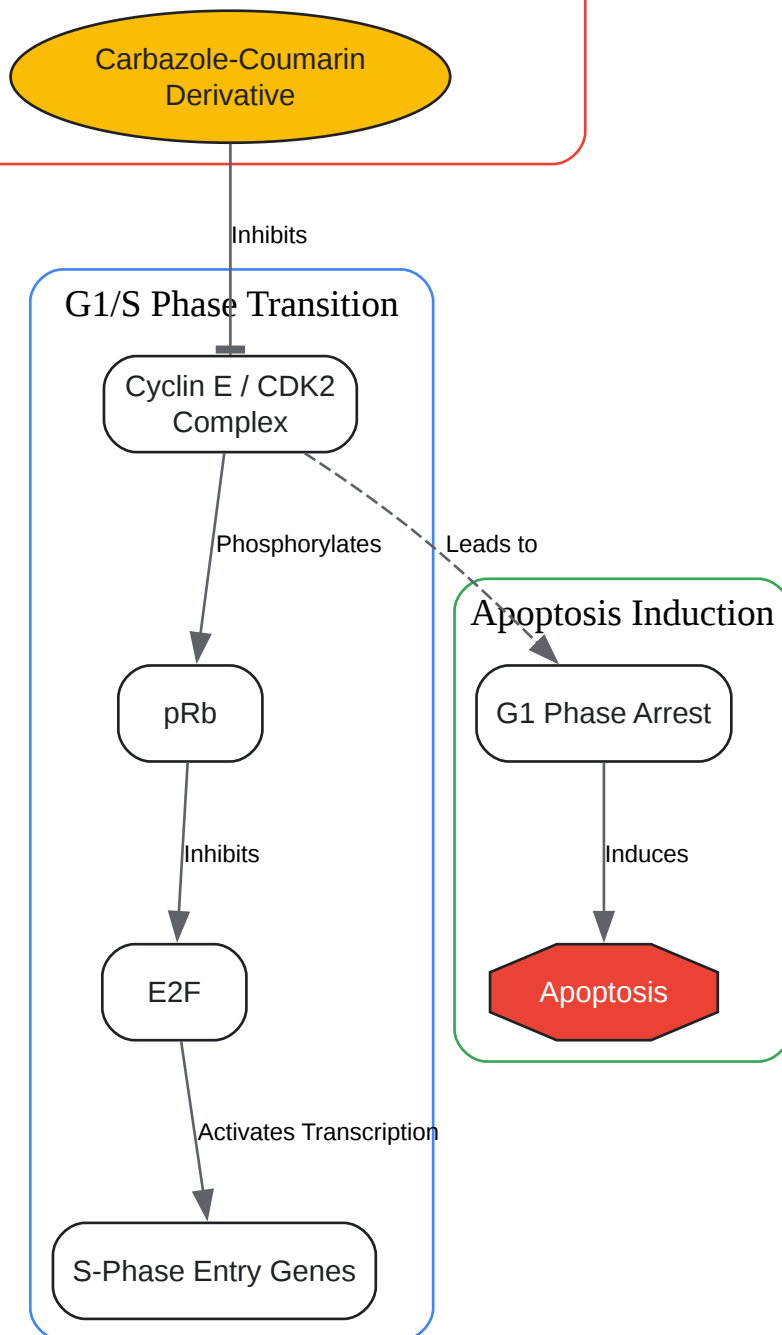 Carbazole-Coumarin
Derivative
Inhibits
G1/S Phase Transition
Cyclin E / CDK2
Complex
Phosphorylates
Leads to
Apoptosis Induction
pRb
G1 Phase Arrest
Inhibits
Induces
E2F
Apoptosis
Activates Transcription
S-Phase Entry Genes